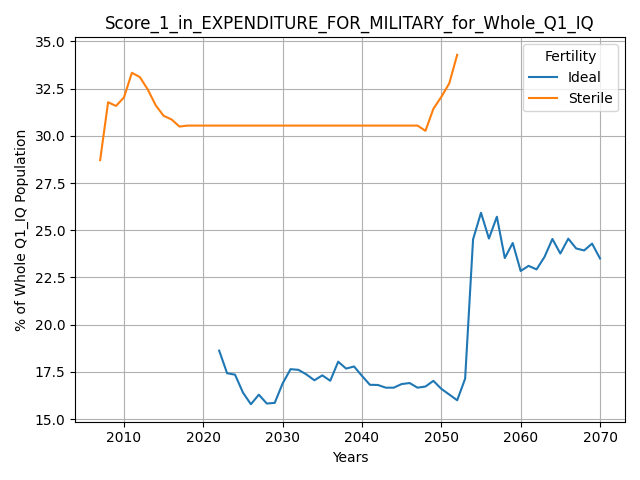 Score_1_in_EXPENDITURE_FOR_MILITARY_for_Whole_Q1_IQ
35.0
32.5
30.0
27.5
25.0
22.5
20.0
17.5
15.0
% of Whole Q1_IQ Population
Fertility
Ideal
Sterile
2010 2020 2030 2040 2050 2060 2070
Years